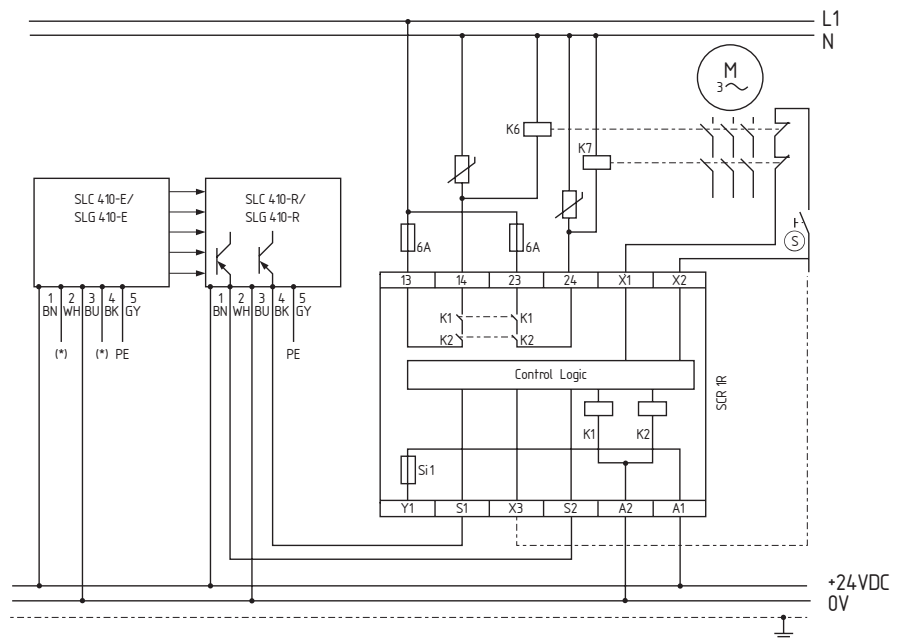 L1
N
M
3
K6
K7
SLC 410-E/
SLG 410-E
SLC 410-R/
SLG 410-R
S
6A
6A
13
14
23
24
X1
X2
1
2
3
4
5
BN
WH
BU
BK
GY
1
2
3
4
5
BN
WH
BU
BK
GY
K1
K1
K2
K2
(*)
(*)
PE
PE
Control Logic
SCR 1R
K1
K2
Si1
Y1
S1
X3
S2
A2
A1
+24VDC
0V